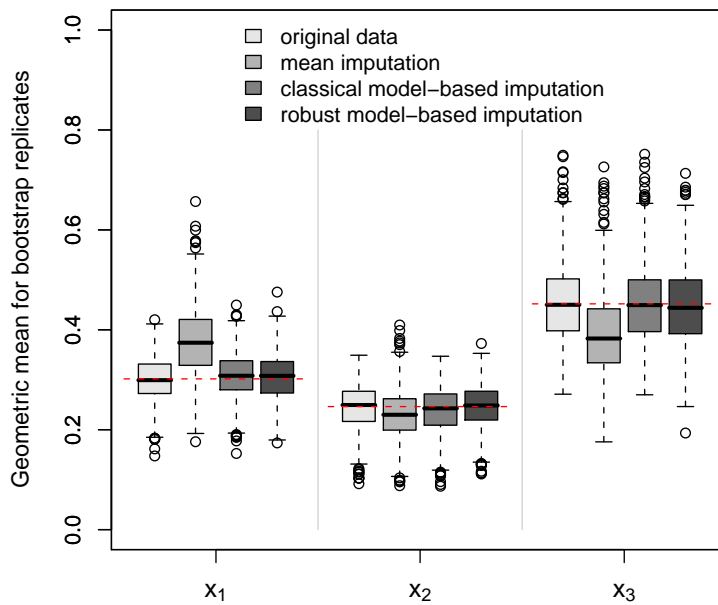 original data
mean imputation
classical model−based imputation
robust model−based imputation
Geometric mean for bootstrap replicates
1.0
0.8
0.6
0.4
0.2
0.0
x₁ x₂ x₃